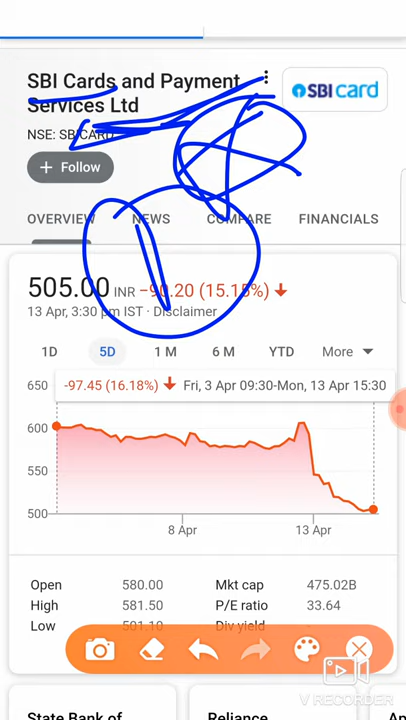 SBI Cards and Payment
Services Ltd
SBI card
NSE: SBICARD
+ Follow
OVERVIEW NEWS COMPARE FINANCIALS
505.00 INR −90.20 (15.15%)
13 Apr, 3:30 pm IST · Disclaimer
1D 5D 1 M 6 M YTD More
650 -97.45 (16.18%) Fri, 3 Apr 09:30-Mon, 13 Apr 15:30
600
550
500
8 Apr 13 Apr
Open 580.00 Mkt cap 475.02B
High 581.50 P/E ratio 33.64
Low 501.10 Div yield -
V RECORDER
State Bank of Reliance